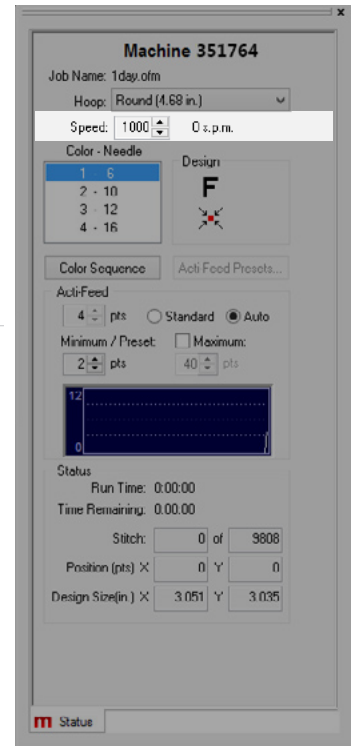 x
Machine 351764
Job Name: 1day.ofm
Hoop: Round (4.68 in.)
Speed: 1000 0 s.p.m.
Color - Needle
Design
1 - 6
2 - 10
3 - 12
4 - 16
F
Color Sequence Acti Feed Presets...
Acti-Feed
4 pts Standard Auto
Minimum / Preset: Maximum:
2 pts 40 pts
12
0
Status
Run Time: 0:00:00
Time Remaining: 0:00:00
Stitch: 0 of 9808
Position (pts) X 0 Y 0
Design Size(in.) X 3.051 Y 3.035
m Status